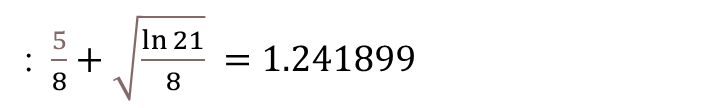 : 5/8 + √(ln 21/8) = 1.241899